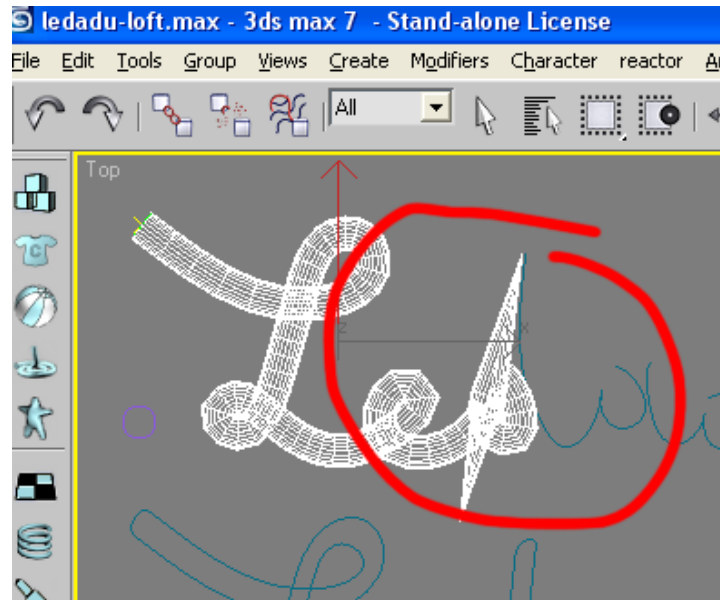 ledadu-loft.max - 3ds max 7 - Stand-alone License
File Edit Tools Group Views Create Modifiers Character reactor
All
Top
z
x